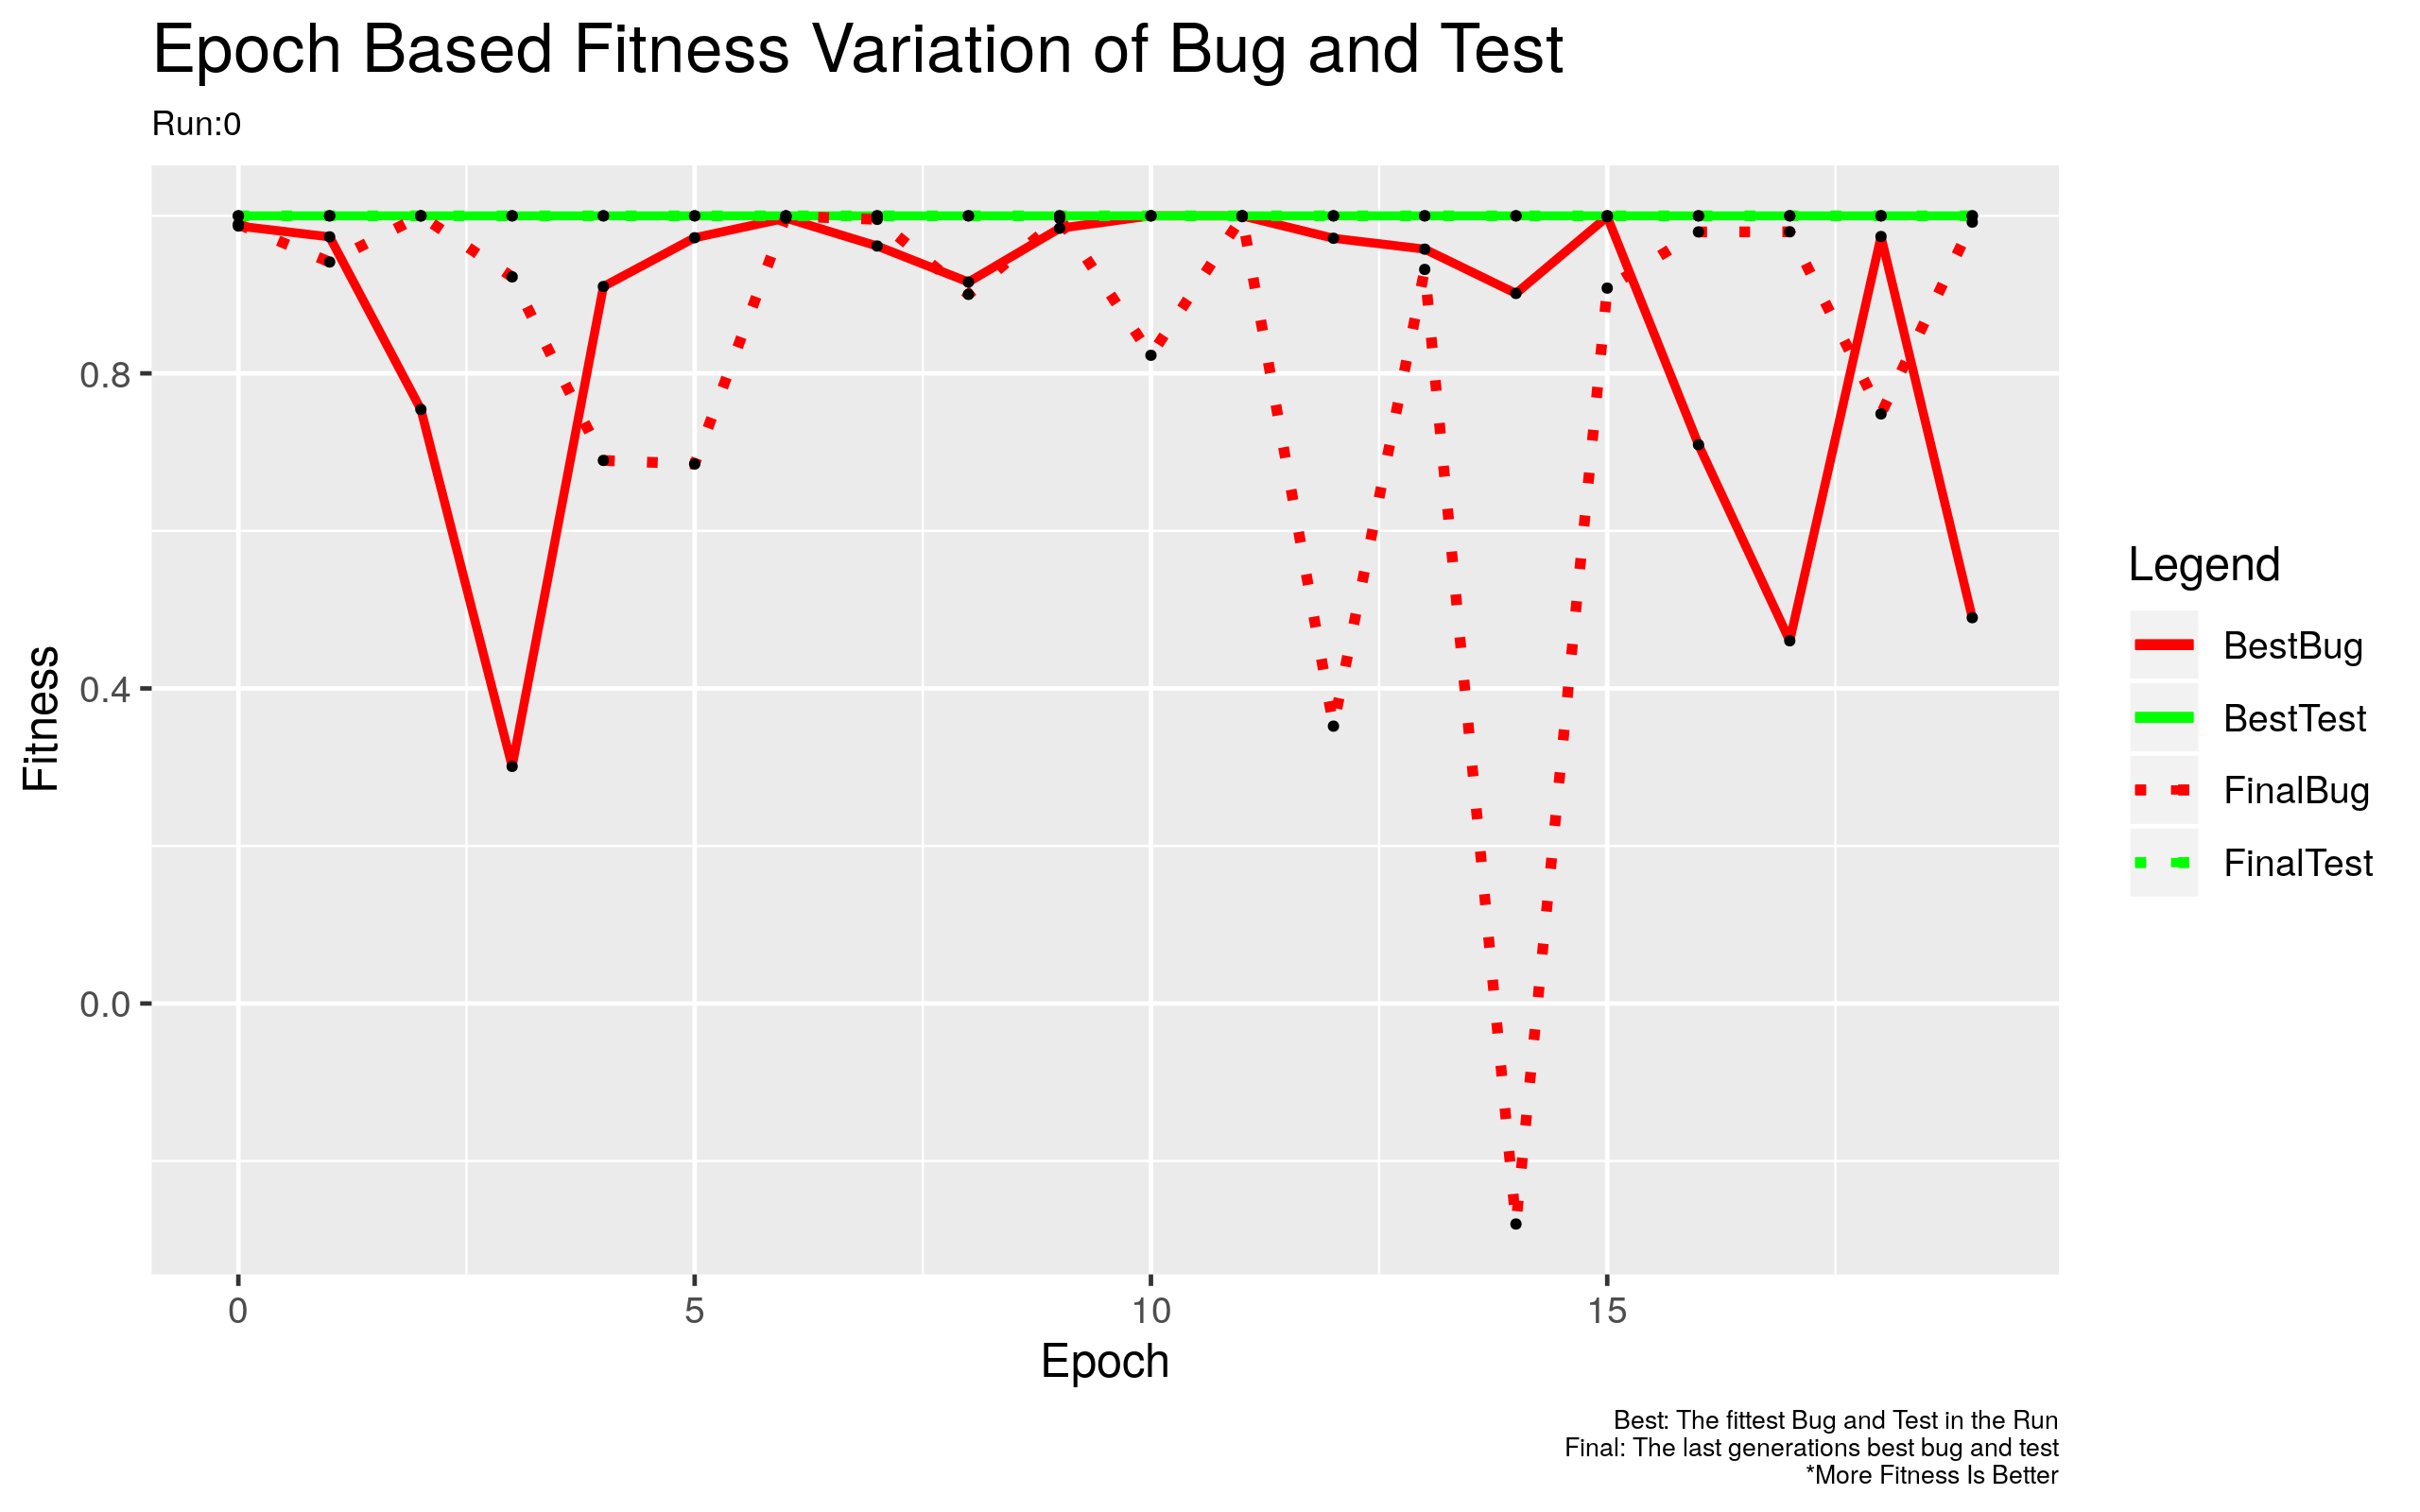 Epoch Based Fitness Variation of Bug and Test
Run:0
Fitness
0.8
0.4
0.0
0
5
10
15
Epoch
Legend
BestBug
BestTest
FinalBug
FinalTest
Best: The fittest Bug and Test in the Run
Final: The last generations best bug and test
*More Fitness Is Better